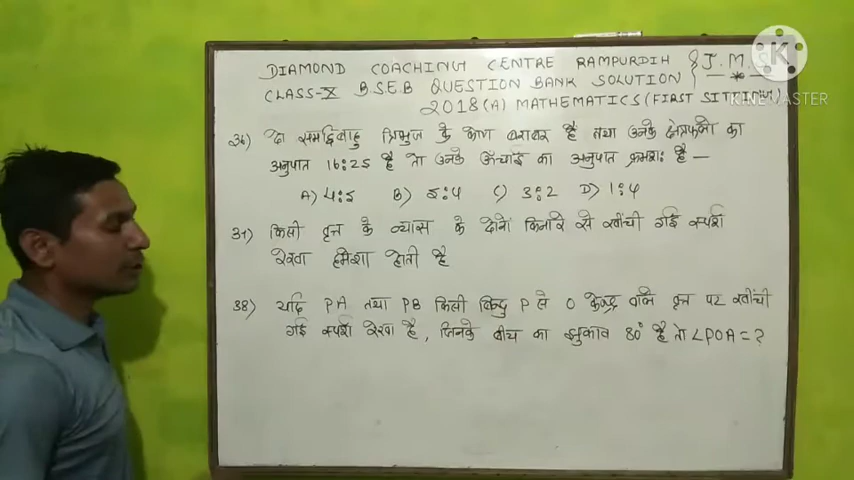 DIAMOND COACHING CENTRE RAMPURDIH { J.M.S
CLASS-X B.S.E.B QUESTION BANK SOLUTION
2018(A) MATHEMATICS (FIRST SITTING)
36) दो समद्विबाहु त्रिभुज के कोण बराबर है तथा उनके क्षेत्रफलों का
अनुपात 16:25 है तो उनके ऊँचाई का अनुपात क्रमशः है —
A) 4:5 B) 5:4 C) 3:2 D) 1:4
37) किसी वृत्त के व्यास के दोनों किनारे से खींची गई स्पर्श
रेखा हमेशा होती है
38) यदि PA तथा PB किसी बिन्दु P से O केन्द्र वाले वृत्त पर खींची
गई स्पर्श रेखा है, जिनके बीच का झुकाव 80° है तो ∠POA = ?
K
KINEMASTER